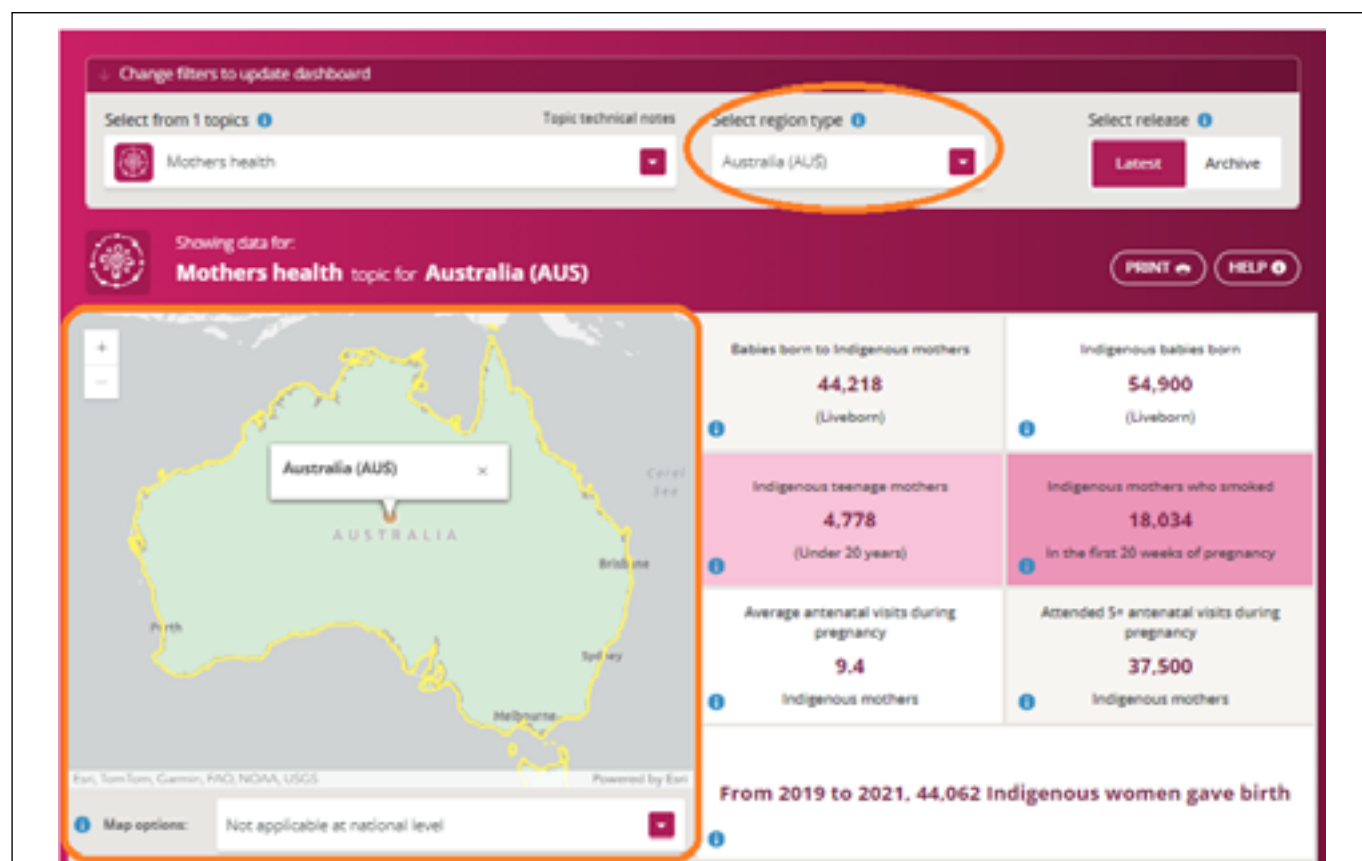 Change filters to update dashboard
Select from 1 topics
Topic technical notes
Select region type
Select release
Mothers health
Australia (AUS)
Latest
Archive
Showing data for:
Mothers health topic for Australia (AUS)
PRINT
HELP
+
−
Australia (AUS)
×
AUSTRALIA
Coral
Sea
Brisbane
Perth
Sydney
Melbourne
Esri, TomTom, Garmin, FAO, NOAA, USGS
Powered by Esri
Map options:
Not applicable at national level
Babies born to Indigenous mothers
44,218
(Liveborn)
Indigenous babies born
54,900
(Liveborn)
Indigenous teenage mothers
4,778
(Under 20 years)
Indigenous mothers who smoked
18,034
In the first 20 weeks of pregnancy
Average antenatal visits during
pregnancy
9.4
Indigenous mothers
Attended 5+ antenatal visits during
pregnancy
37,500
Indigenous mothers
From 2019 to 2021, 44,062 Indigenous women gave birth